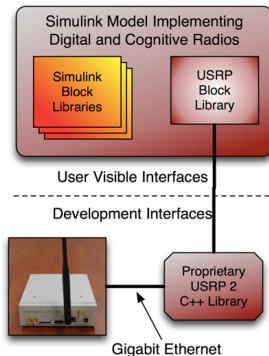 Simulink Model Implementing
Digital and Cognitive Radios
Simulink
Block
Libraries
USRP
Block
Library
User Visible Interfaces
Development Interfaces
Proprietary
USRP 2
C++ Library
Gigabit Ethernet